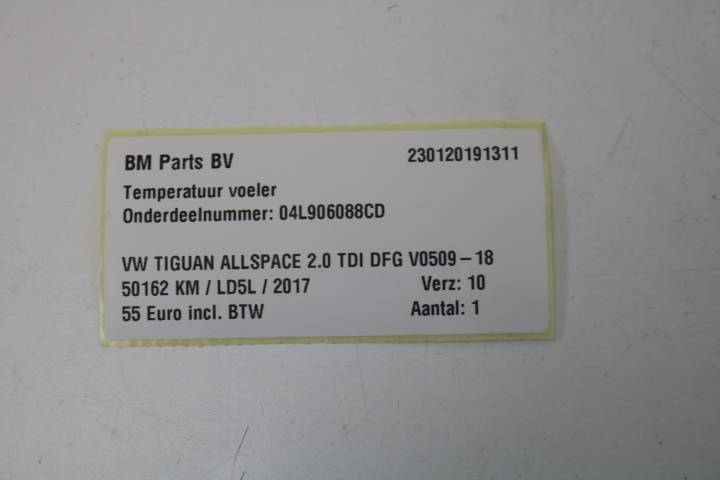 BM Parts BV 230120191311
Temperatuur voeler
Onderdeelnummer: 04L906088CD
VW TIGUAN ALLSPACE 2.0 TDI DFG V0509-18
50162 KM / LD5L / 2017 Verz: 10
55 Euro incl. BTW Aantal: 1